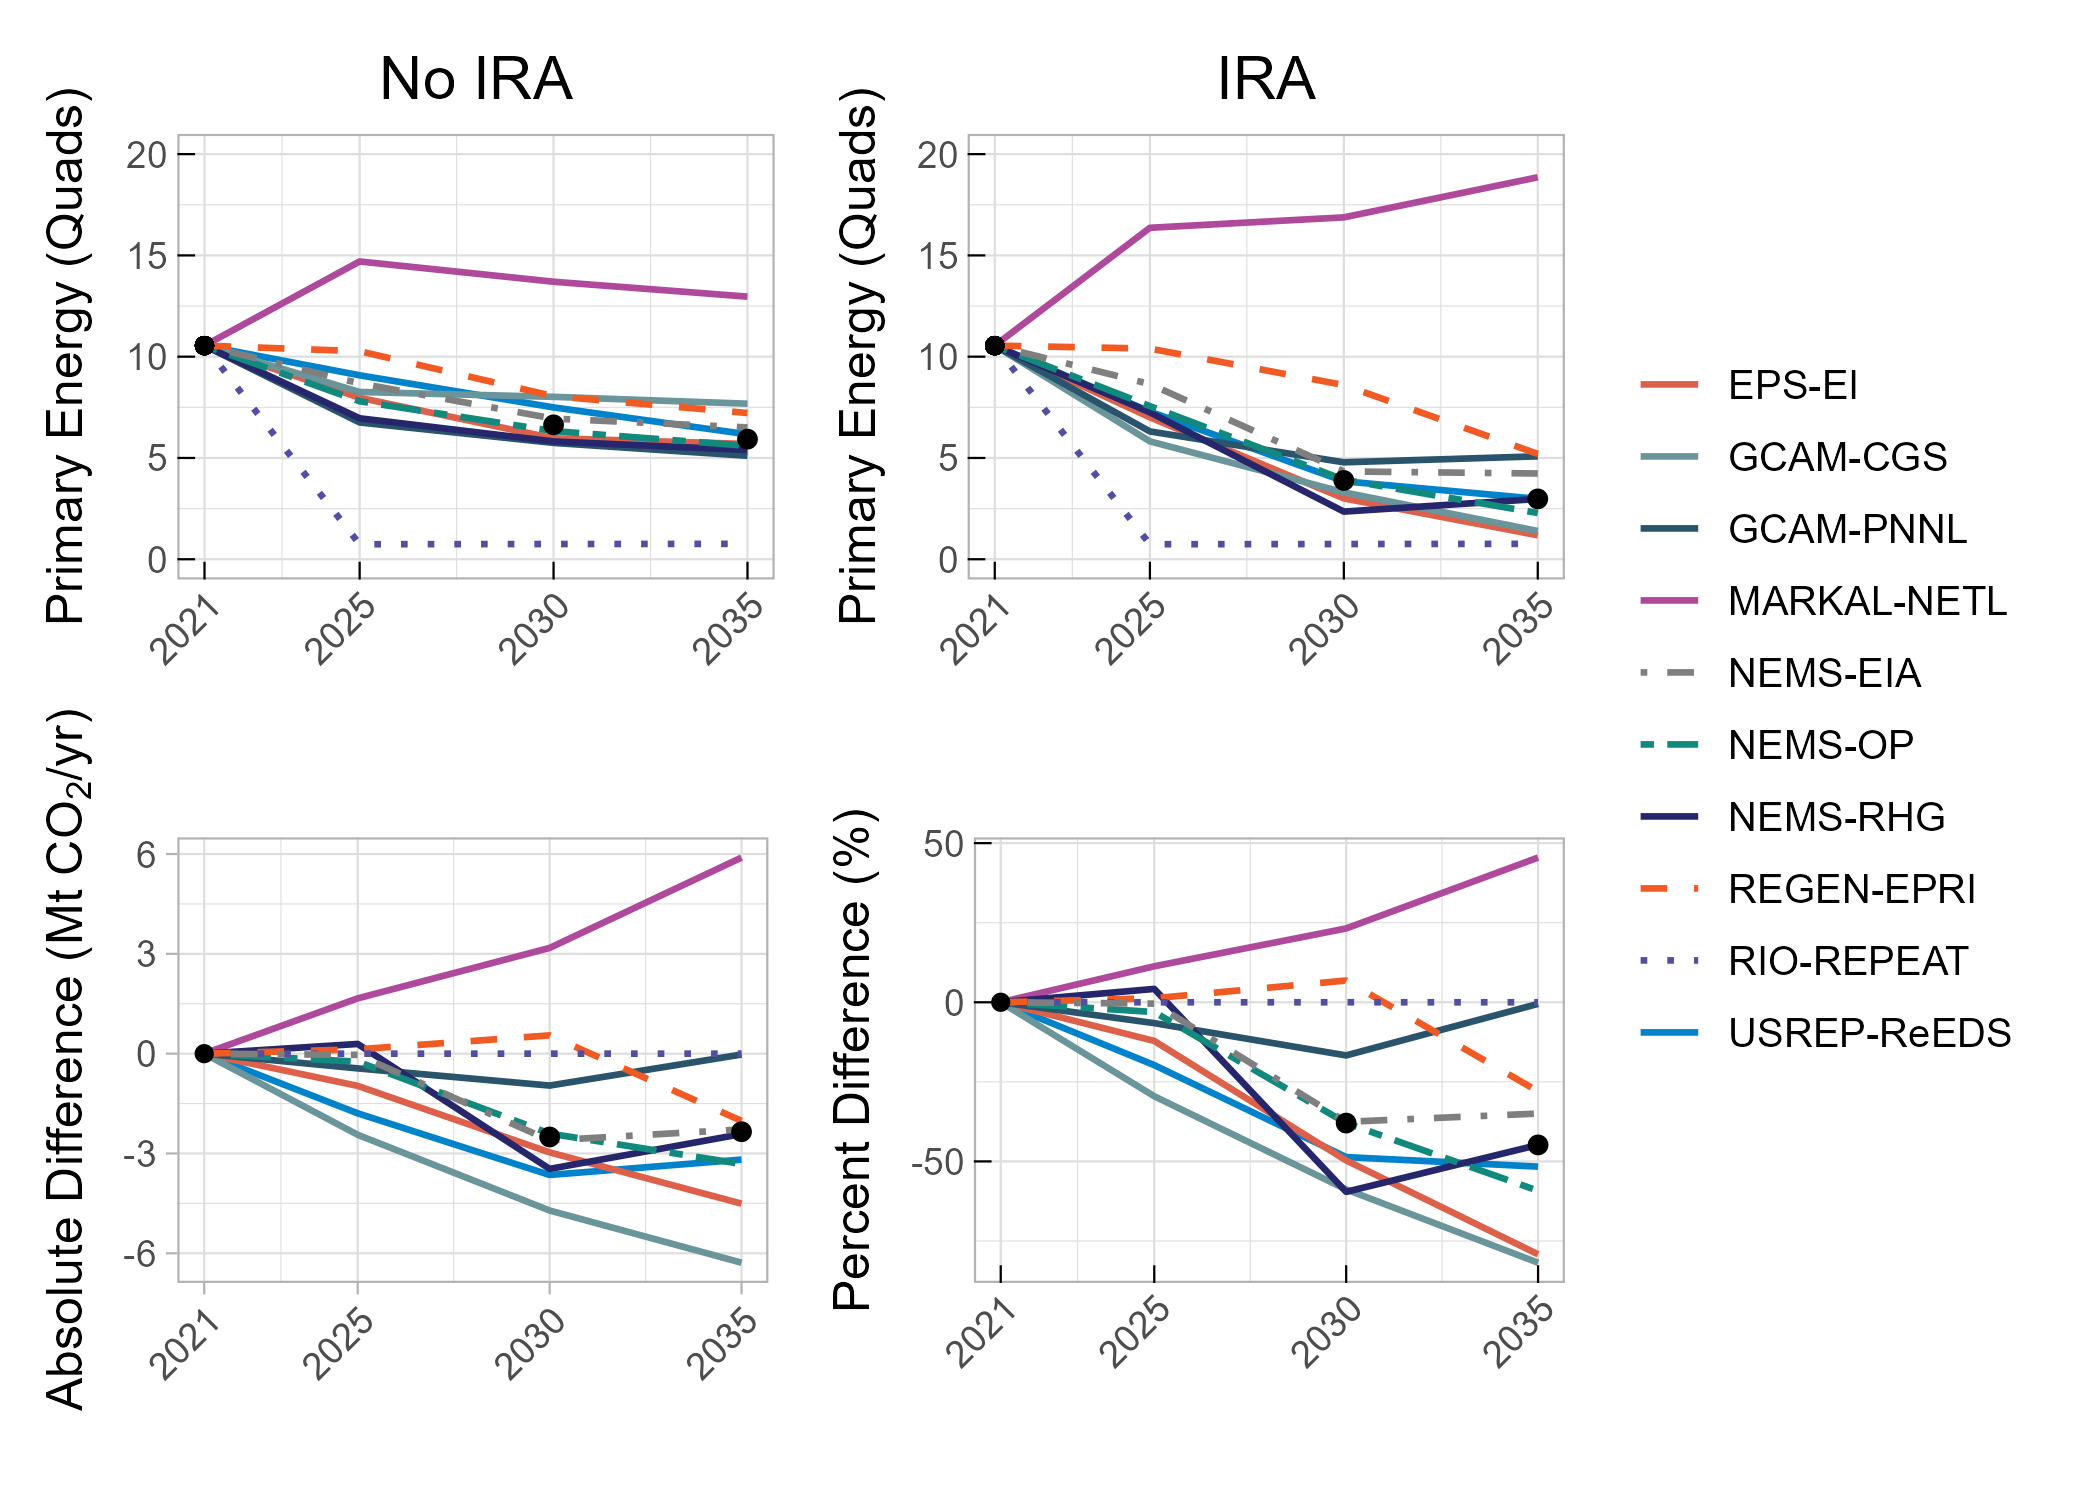 No IRA
IRA
Primary Energy (Quads)
20
15
10
5
0
2021
2025
2030
2035
Primary Energy (Quads)
20
15
10
5
0
2021
2025
2030
2035
Absolute Difference (Mt CO₂/yr)
6
3
0
-3
-6
2021
2025
2030
2035
Percent Difference (%)
50
0
-50
2021
2025
2030
2035
EPS-EI
GCAM-CGS
GCAM-PNNL
MARKAL-NETL
NEMS-EIA
NEMS-OP
NEMS-RHG
REGEN-EPRI
RIO-REPEAT
USREP-ReEDS